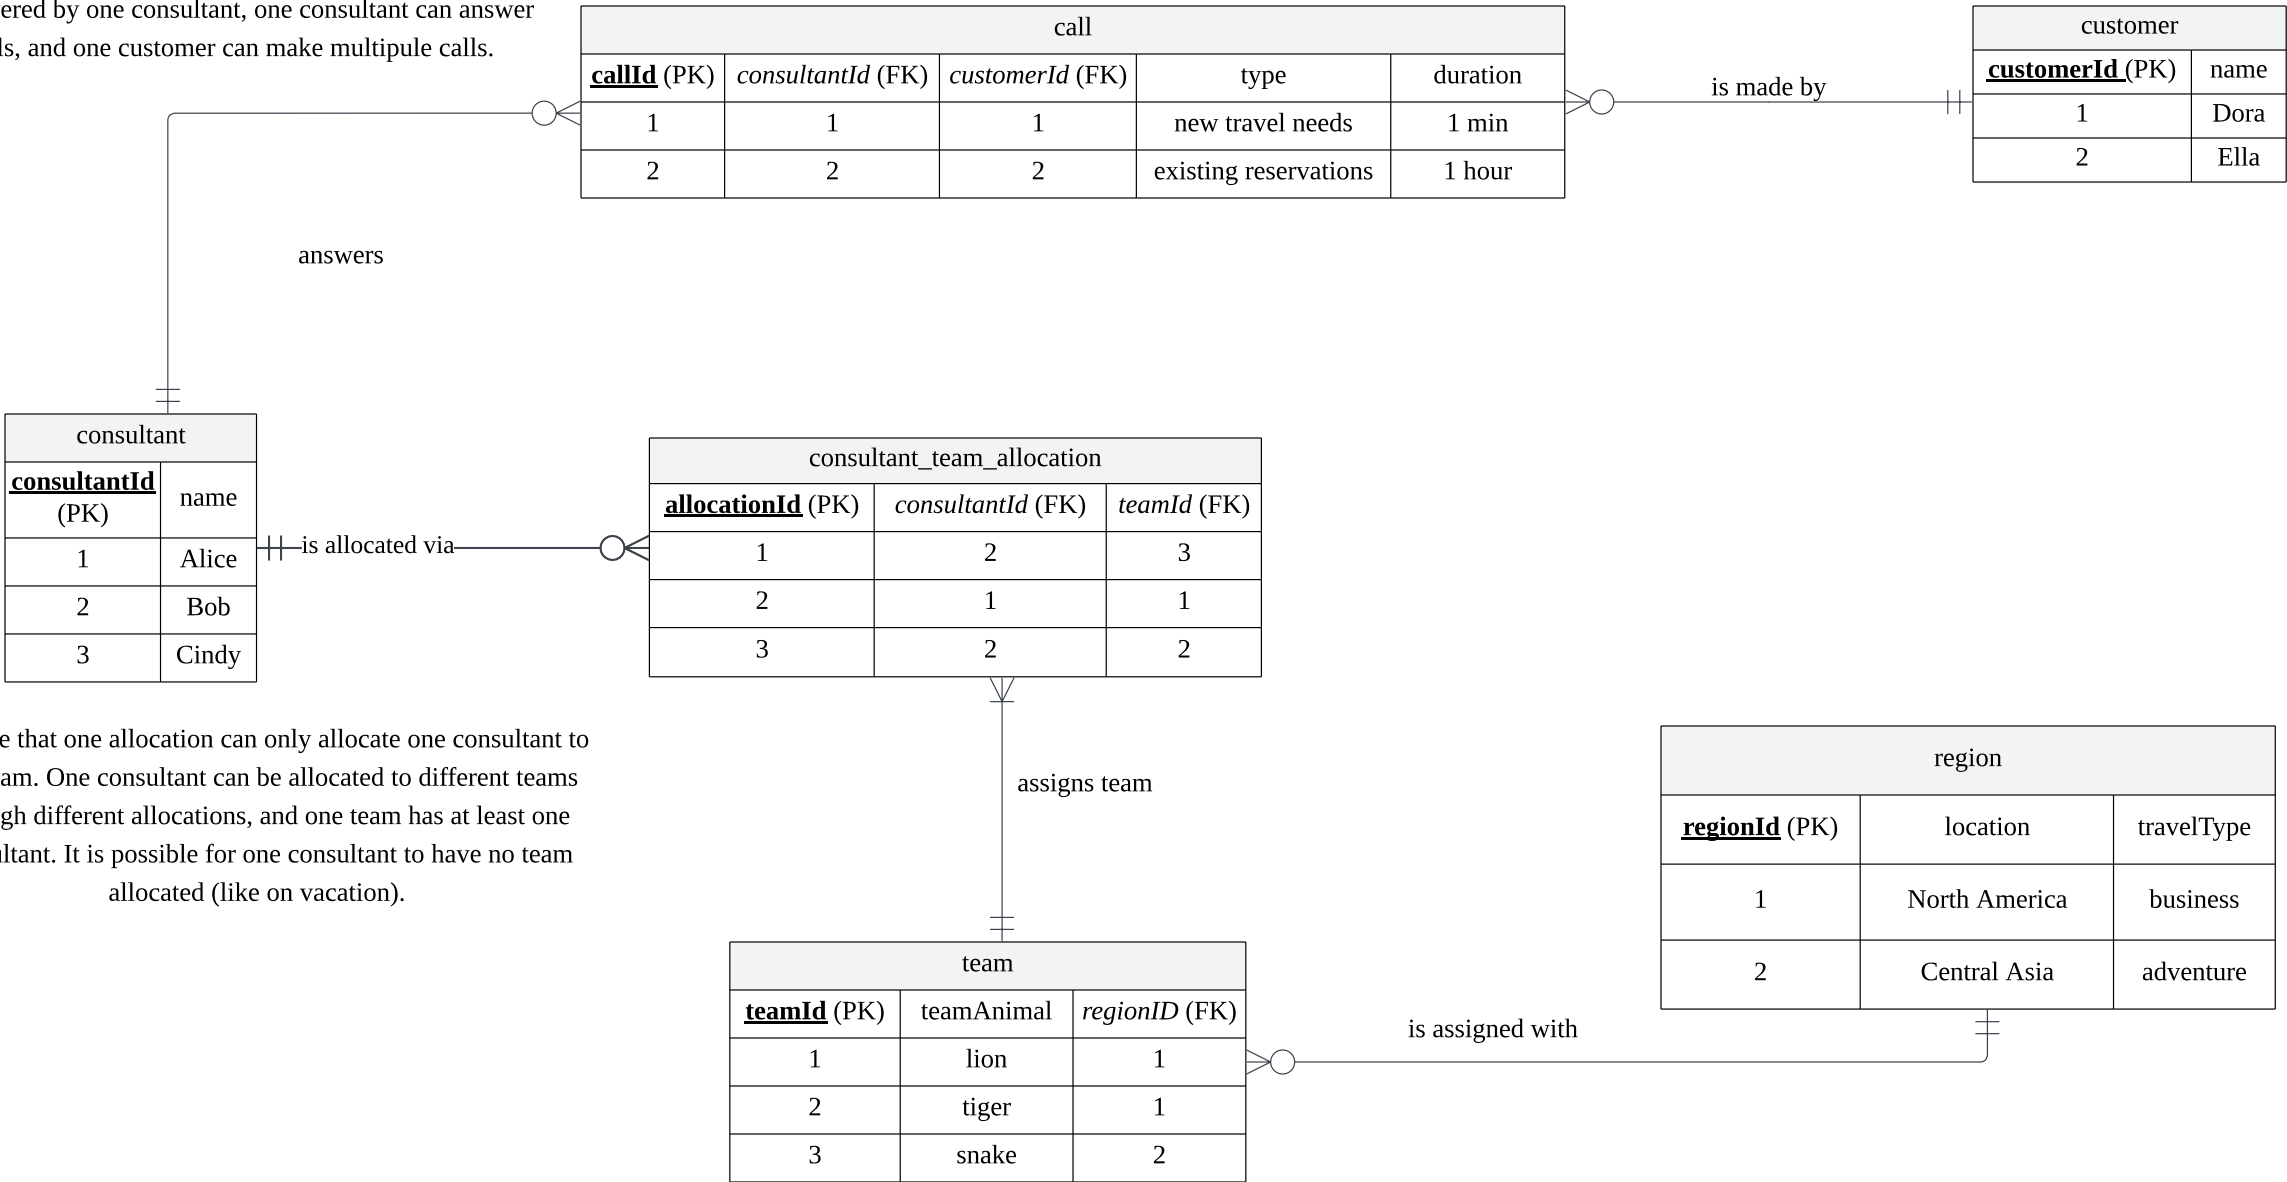 ered by one consultant, one consultant can answer
ls, and one customer can make multipule calls.
call
callId (PK) consultantId (FK) customerId (FK) type duration
1 1 1 new travel needs 1 min
2 2 2 existing reservations 1 hour
is made by
customer
customerId (PK) name
1 Dora
2 Ella
answers
consultant
consultantId
(PK)
name
1 Alice
2 Bob
3 Cindy
is allocated via
consultant_team_allocation
allocationId (PK) consultantId (FK) teamId (FK)
1 2 3
2 1 1
3 2 2
e that one allocation can only allocate one consultant to
am. One consultant can be allocated to different teams
gh different allocations, and one team has at least one
ltant. It is possible for one consultant to have no team
allocated (like on vacation).
assigns team
region
regionId (PK) location travelType
1 North America business
2 Central Asia adventure
team
teamId (PK) teamAnimal regionID (FK)
1 lion 1
2 tiger 1
3 snake 2
is assigned with